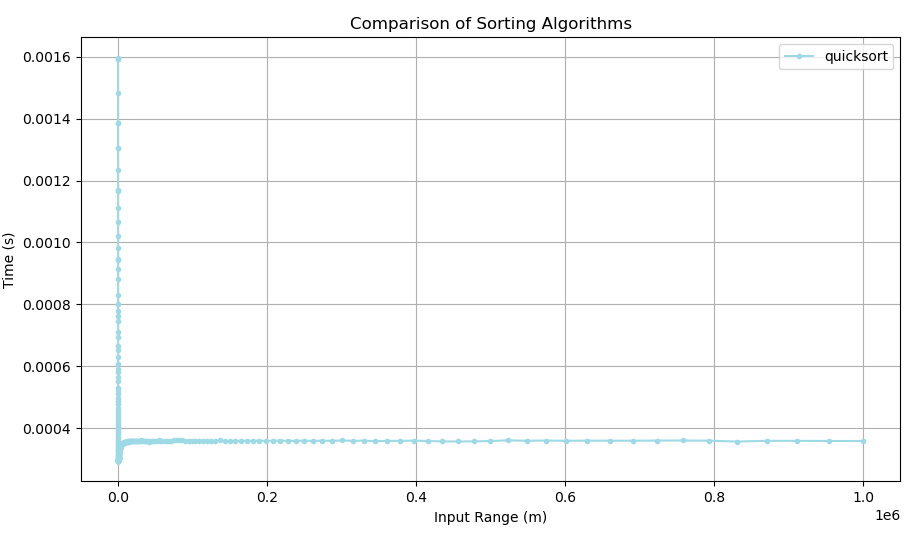 Comparison of Sorting Algorithms
quicksort
0.0016
0.0014
0.0012
0.0010
0.0008
0.0006
0.0004
Time (s)
0.0
0.2
0.4
0.6
0.8
1.0
1e6
Input Range (m)